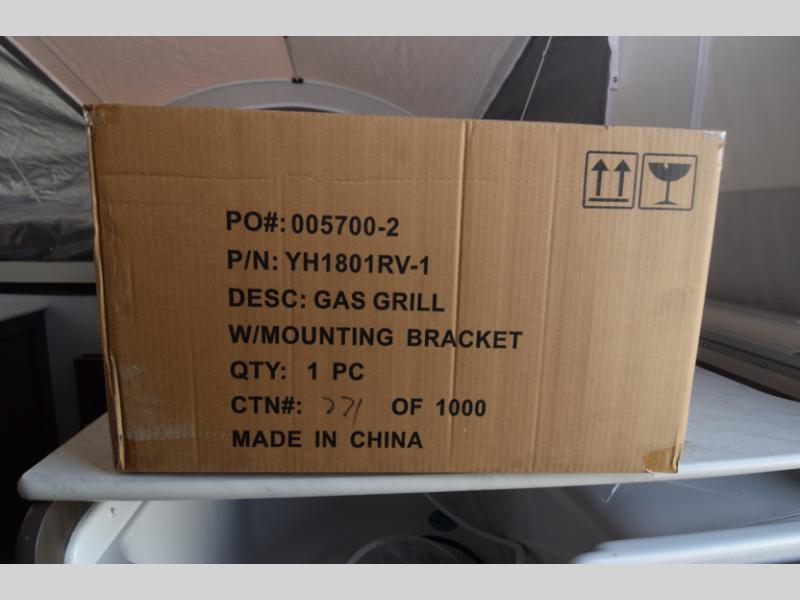 PO#: 005700-2
P/N: YH1801RV-1
DESC: GAS GRILL
W/MOUNTING BRACKET
QTY: 1 PC
CTN#: 271 OF 1000
MADE IN CHINA